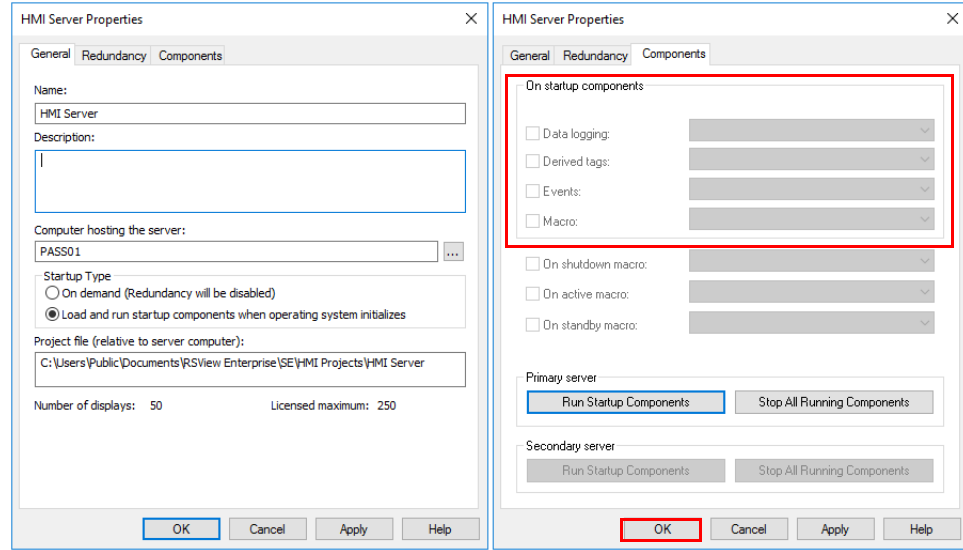 HMI Server Properties
General Redundancy Components
Name:
HMI Server
Description:
Computer hosting the server:
PASS01
...
Startup Type
On demand (Redundancy will be disabled)
Load and run startup components when operating system initializes
Project file (relative to server computer):
C:\Users\Public\Documents\RSView Enterprise\SE\HMI Projects\HMI Server
Number of displays: 50 Licensed maximum: 250
OK Cancel Apply Help
HMI Server Properties
General Redundancy Components
On startup components
Data logging:
Derived tags:
Events:
Macro:
On shutdown macro:
On active macro:
On standby macro:
Primary server
Run Startup Components Stop All Running Components
Secondary server
Run Startup Components Stop All Running Components
OK Cancel Apply Help